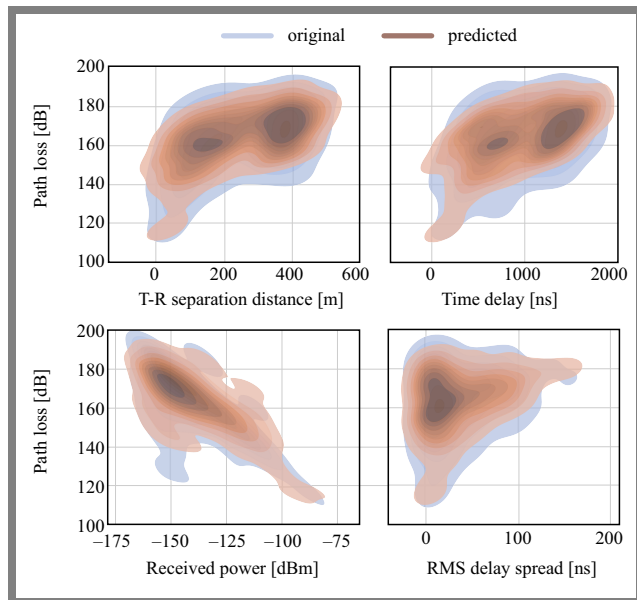 original predicted
200
180
160
140
120
100
Path loss [dB]
0 200 400 600
T-R separation distance [m]
0 1000 2000
Time delay [ns]
200
180
160
140
120
100
Path loss [dB]
−175 −150 −125 −100 −75
Received power [dBm]
0 100 200
RMS delay spread [ns]